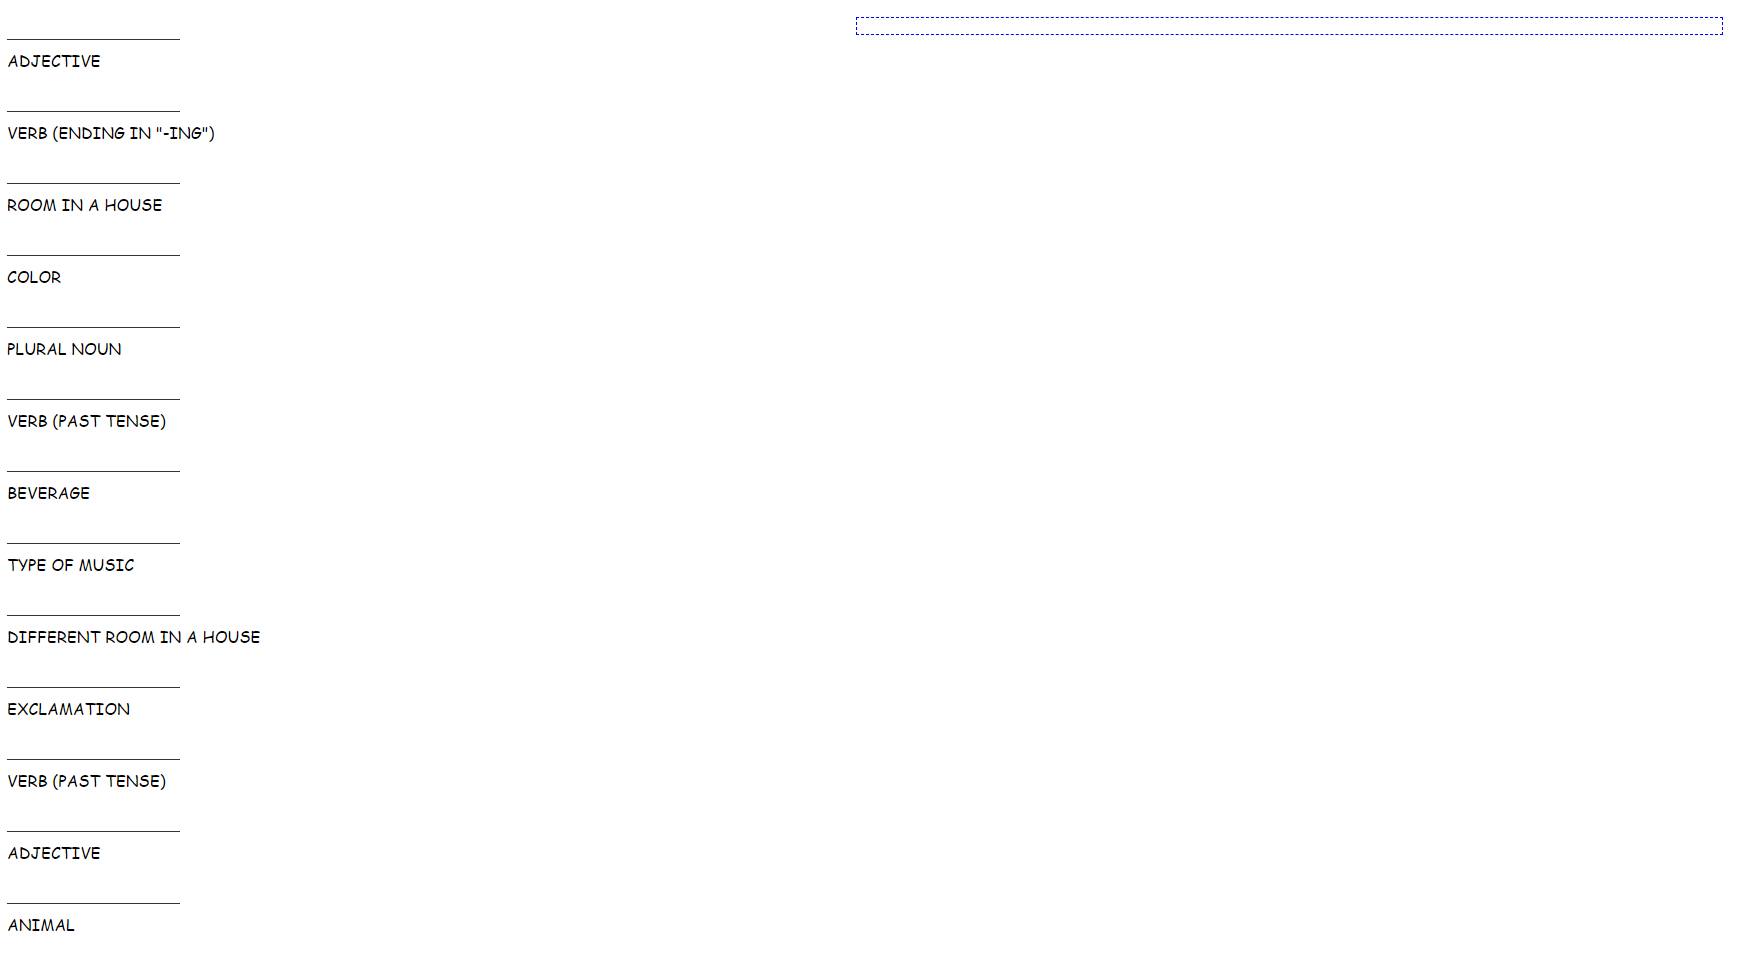 ADJECTIVE
VERB (ENDING IN "-ING")
ROOM IN A HOUSE
COLOR
PLURAL NOUN
VERB (PAST TENSE)
BEVERAGE
TYPE OF MUSIC
DIFFERENT ROOM IN A HOUSE
EXCLAMATION
VERB (PAST TENSE)
ADJECTIVE
ANIMAL